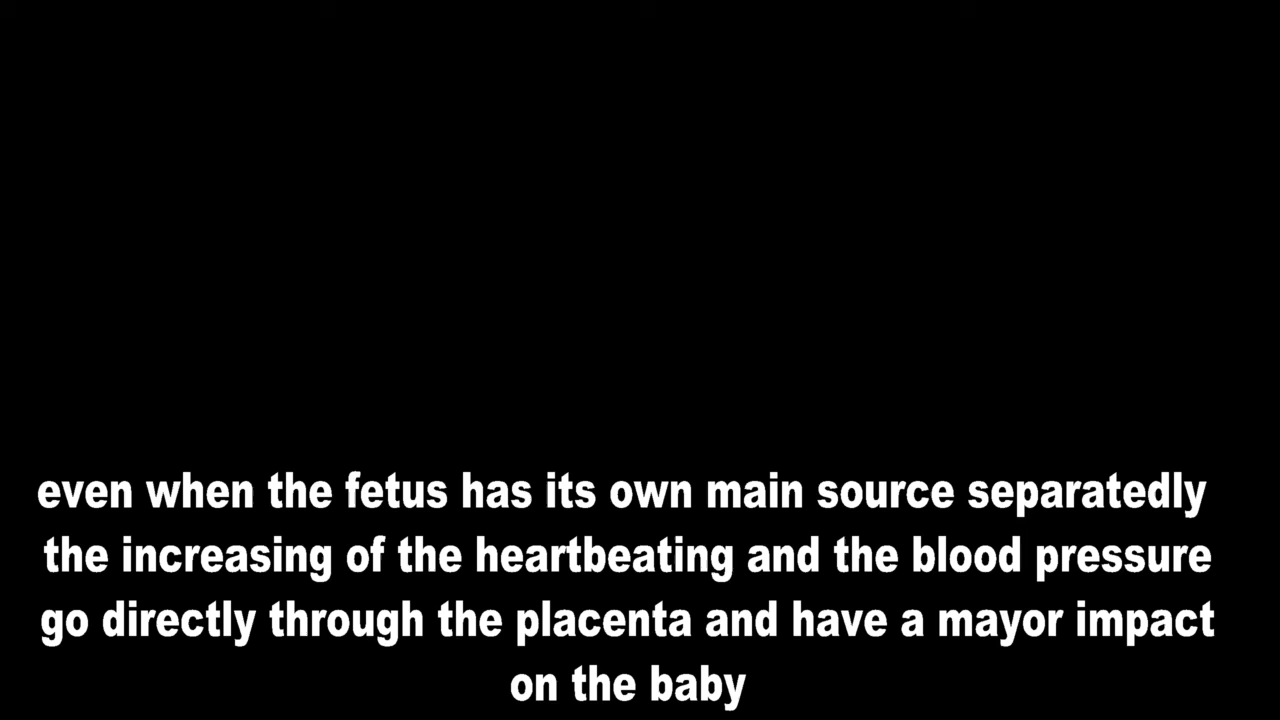 even when the fetus has its own main source separatedly
the increasing of the heartbeating and the blood pressure
go directly through the placenta and have a mayor impact
on the baby